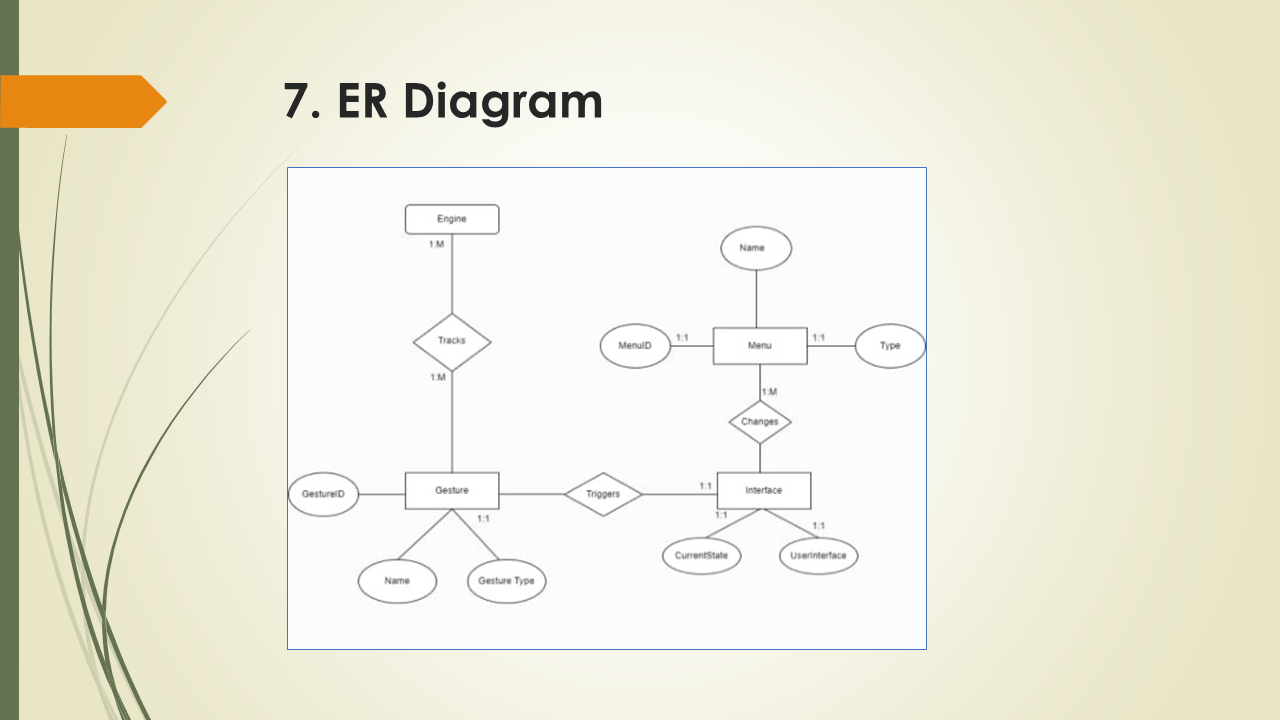 7. ER Diagram
Engine
1:M
Name
Tracks
MenuID
1:1
Menu
1:1
Type
1:M
1:M
Changes
GestureID
Gesture
Triggers
1:1
Interface
1:1
1:1
1:1
CurrentState
UserInterface
Name
Gesture Type